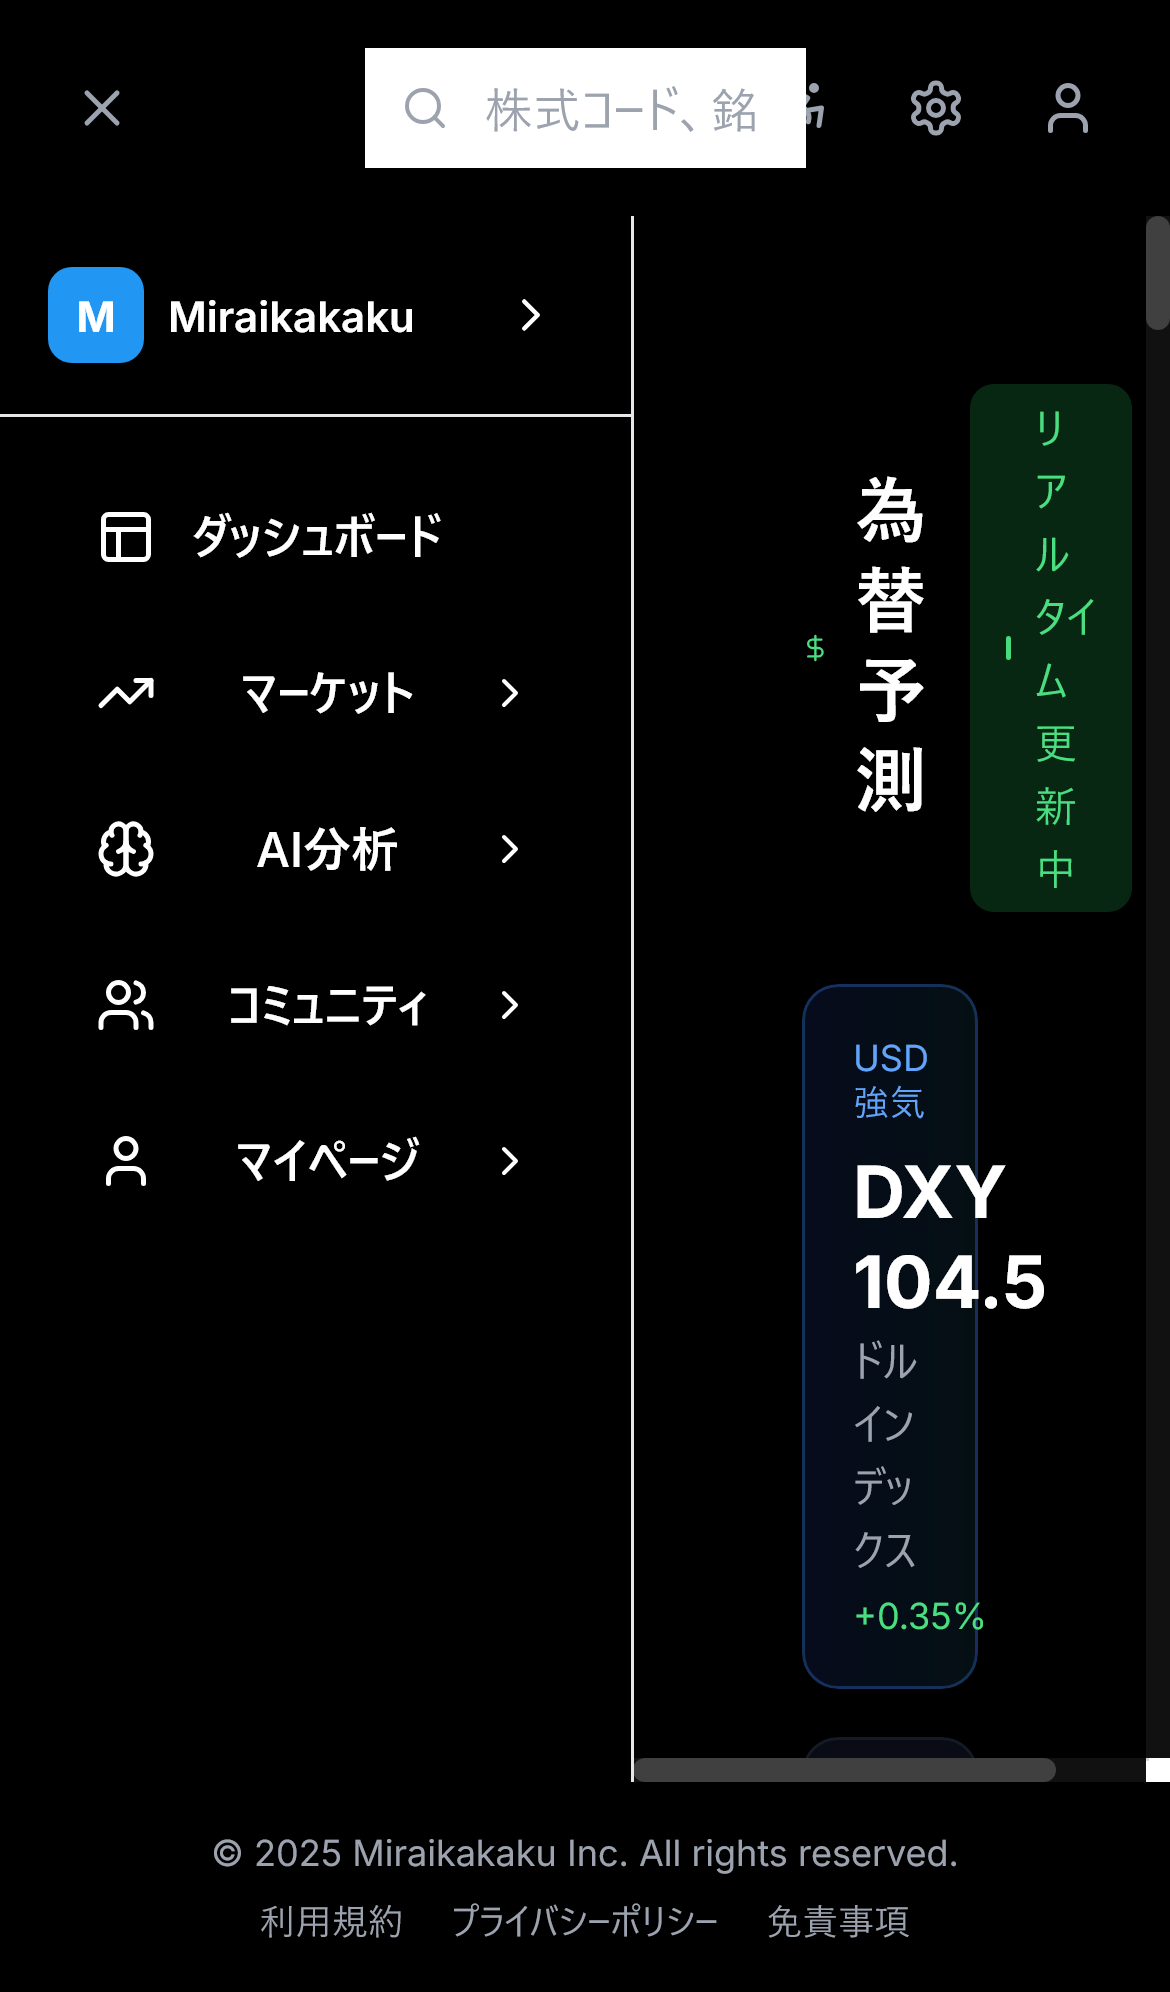 株式コード、銘
M Miraikakaku
ダッシュボード
マーケット
AI分析
コミュニティ
マイページ
$
為
替
予
測
リ
ア
ル
タイ
ム
更
新
中
USD
強気
DXY
104.5
ドル
イン
デッ
クス
+0.35%
© 2025 Miraikakaku Inc. All rights reserved.
利用規約 プライバシーポリシー 免責事項